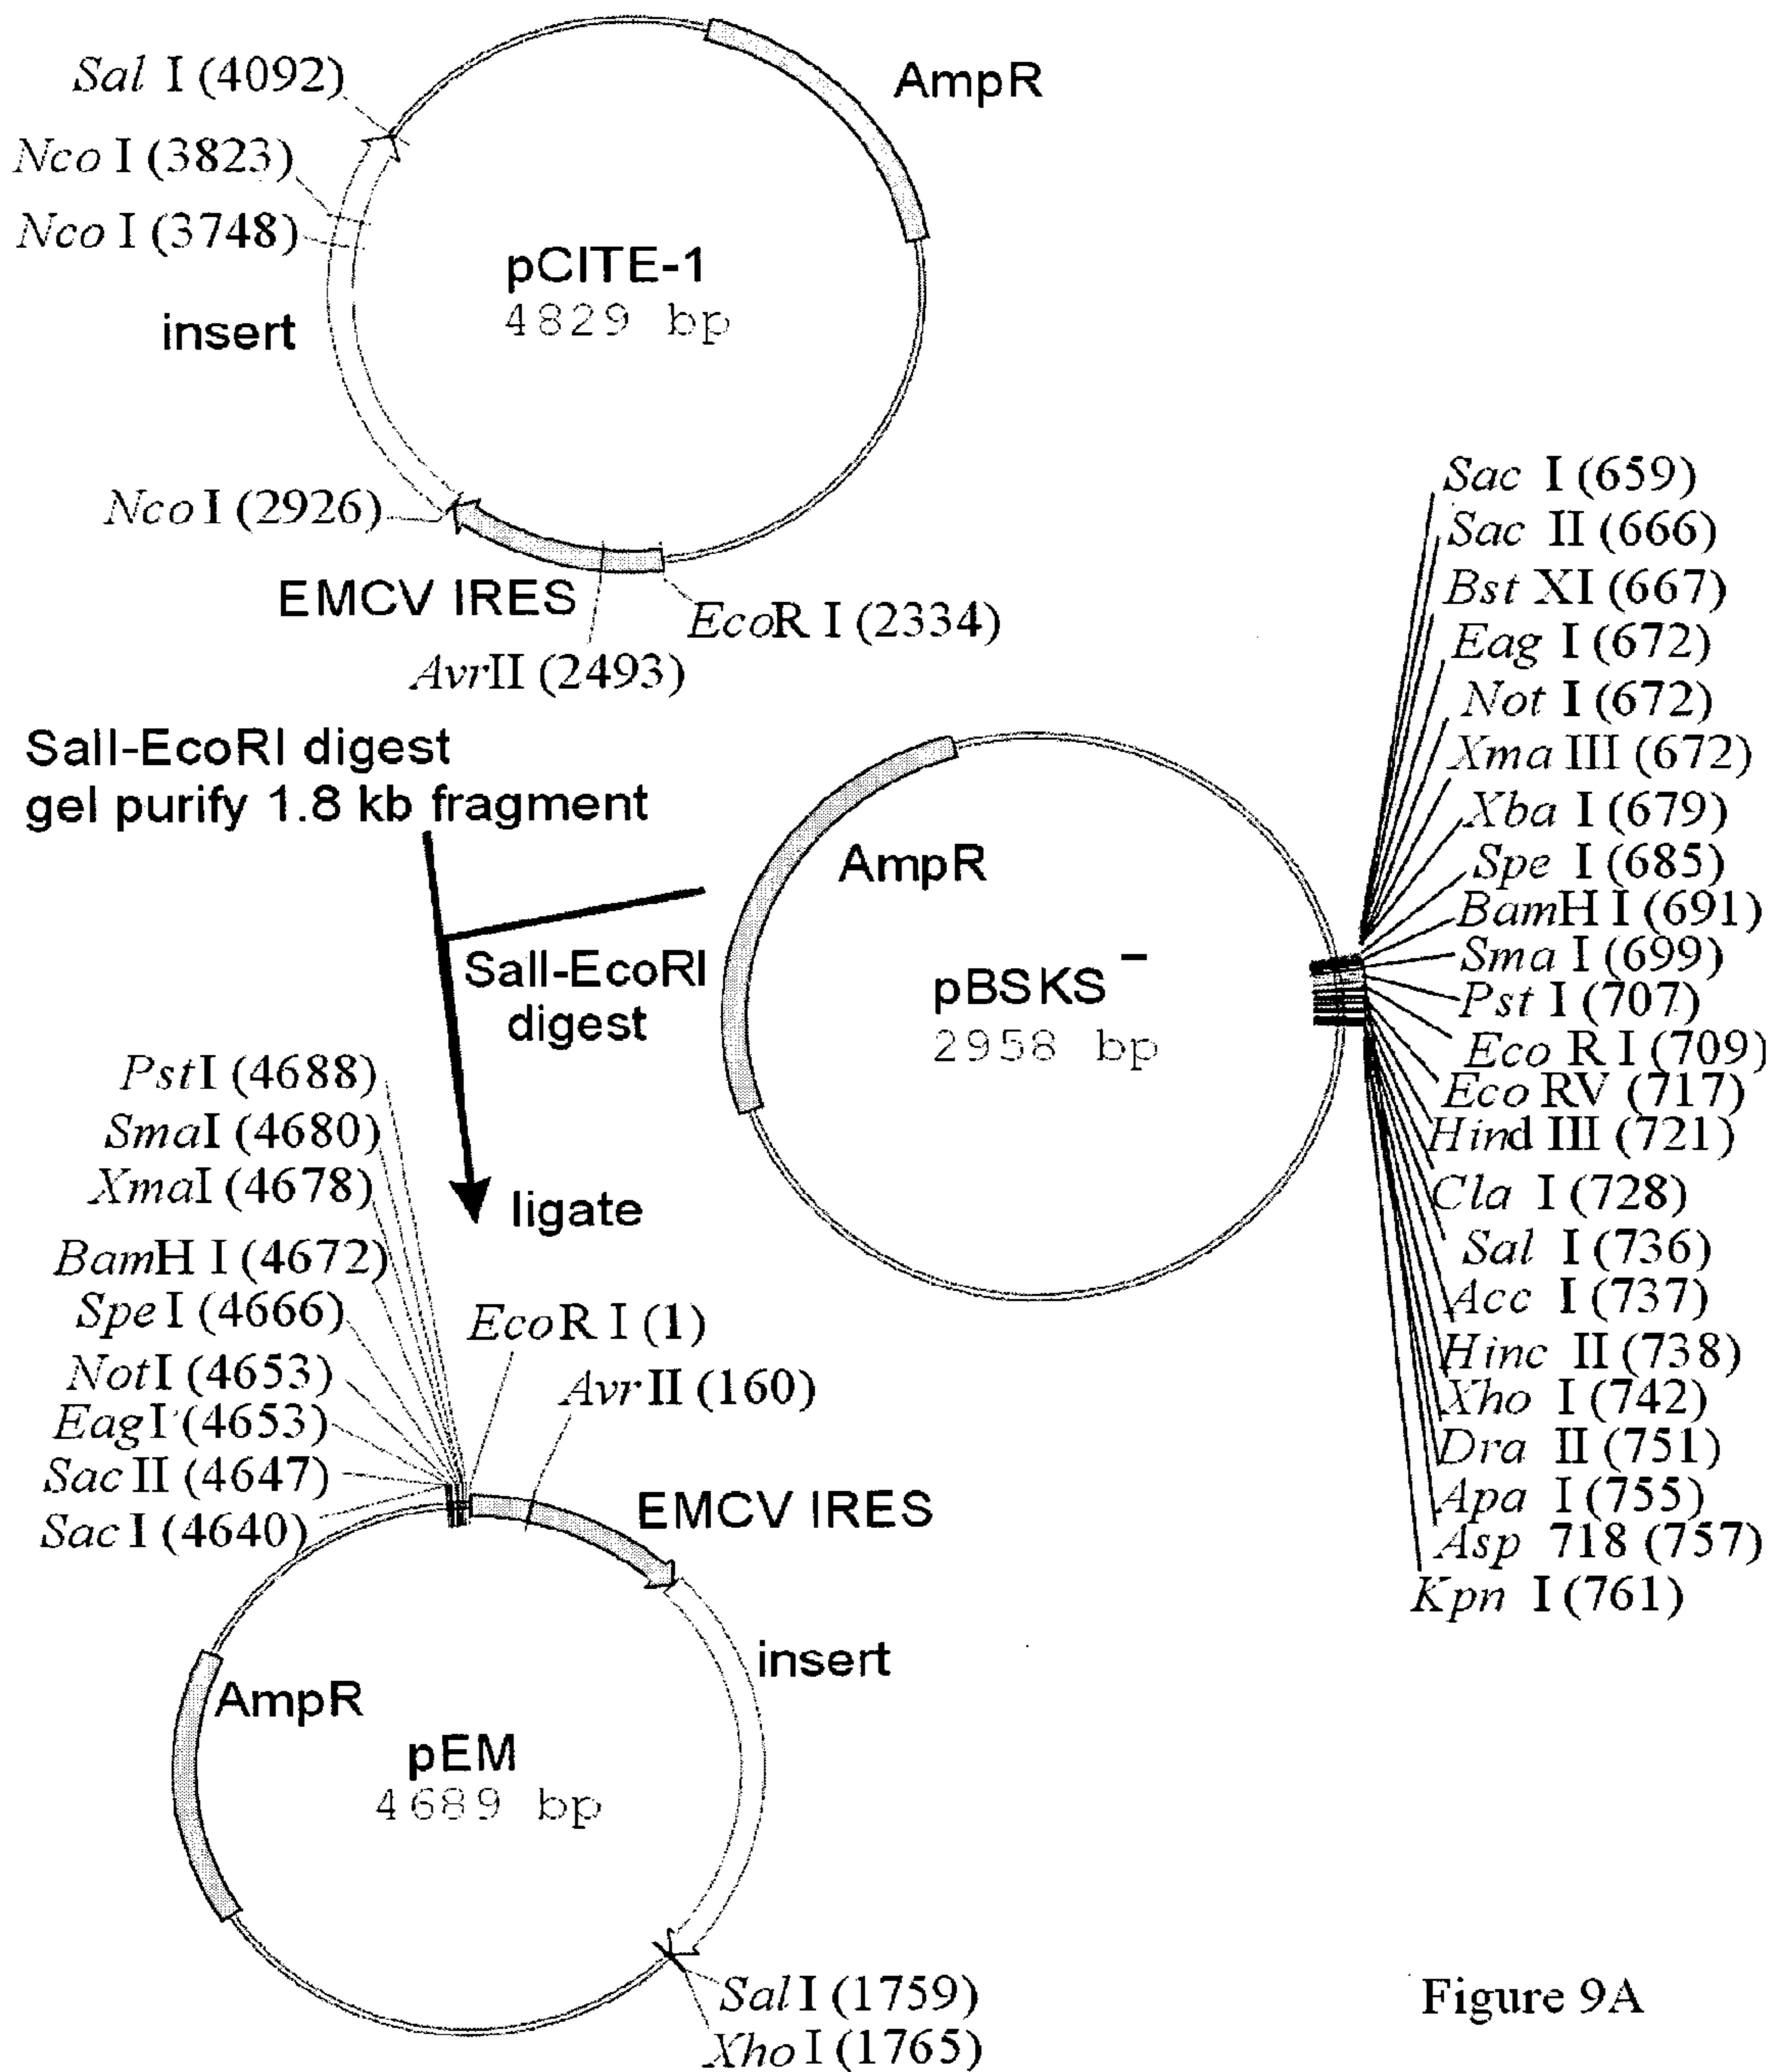 Sal I (4092)
AmpR
Nco I (3823)
Nco I (3748)
pCITE-1
4829 bp
insert
Nco I (2926)
EMCV IRES
EcoR I (2334)
AvrII (2493)
SalI-EcoRI digest
gel purify 1.8 kb fragment
SalI-EcoRI
digest
ligate
AmpR
pBSKS⁻
2958 bp
Sac I (659)
Sac II (666)
Bst XI (667)
Eag I (672)
Not I (672)
Xma III (672)
Xba I (679)
Spe I (685)
BamH I (691)
Sma I (699)
Pst I (707)
Eco R I (709)
Eco RV (717)
Hind III (721)
Cla I (728)
Sal I (736)
Acc I (737)
Hinc II (738)
Xho I (742)
Dra II (751)
Apa I (755)
Asp 718 (757)
Kpn I (761)
PstI (4688)
SmaI (4680)
XmaI (4678)
BamH I (4672)
Spe I (4666)
NotI (4653)
EagI (4653)
Sac II (4647)
Sac I (4640)
EcoR I (1)
Avr II (160)
EMCV IRES
insert
AmpR
pEM
4689 bp
Sal I (1759)
Xho I (1765)
Figure 9A